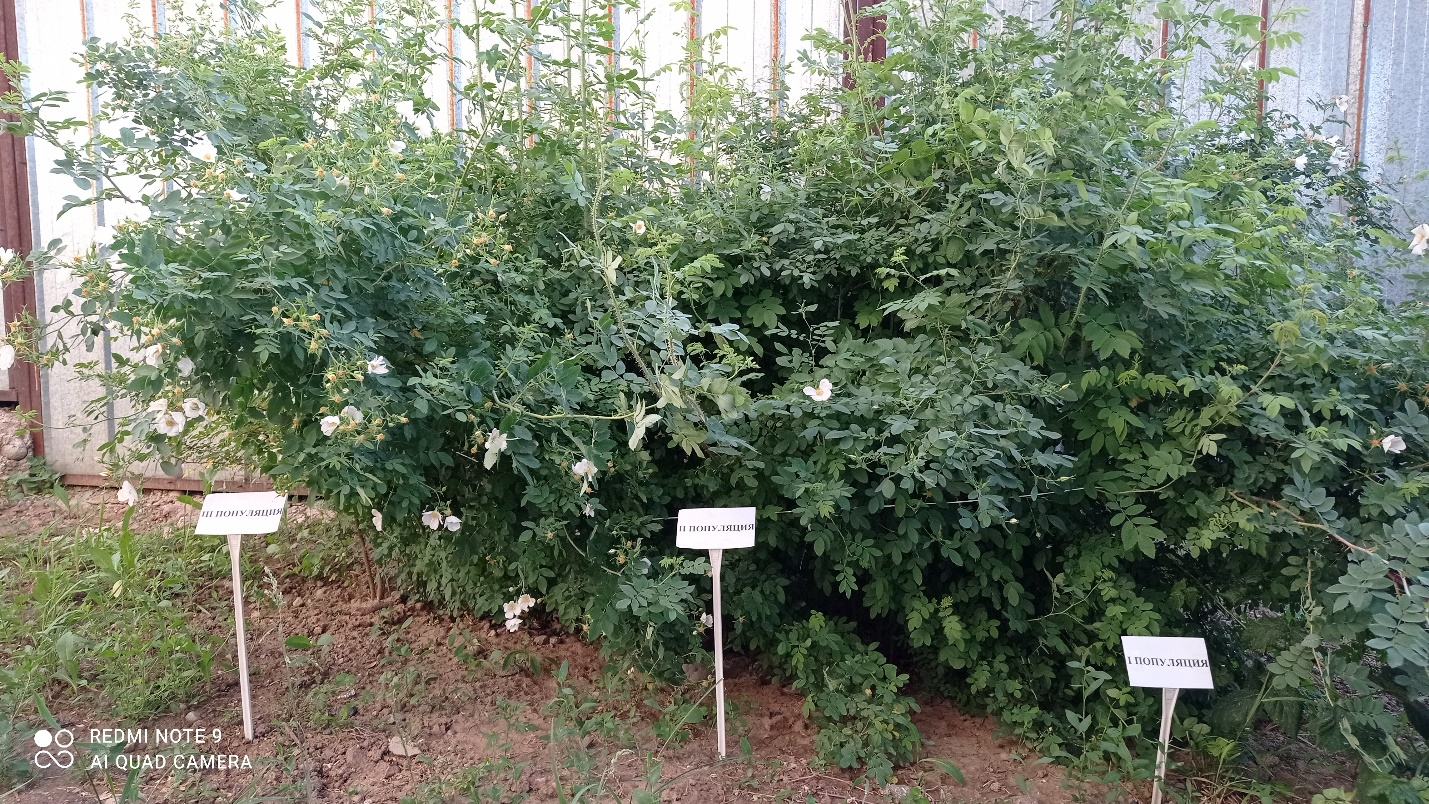 III ПОПУЛЯЦИЯ
II ПОПУЛЯЦИЯ
I ПОПУЛЯЦИЯ
REDMI NOTE 9
AI QUAD CAMERA